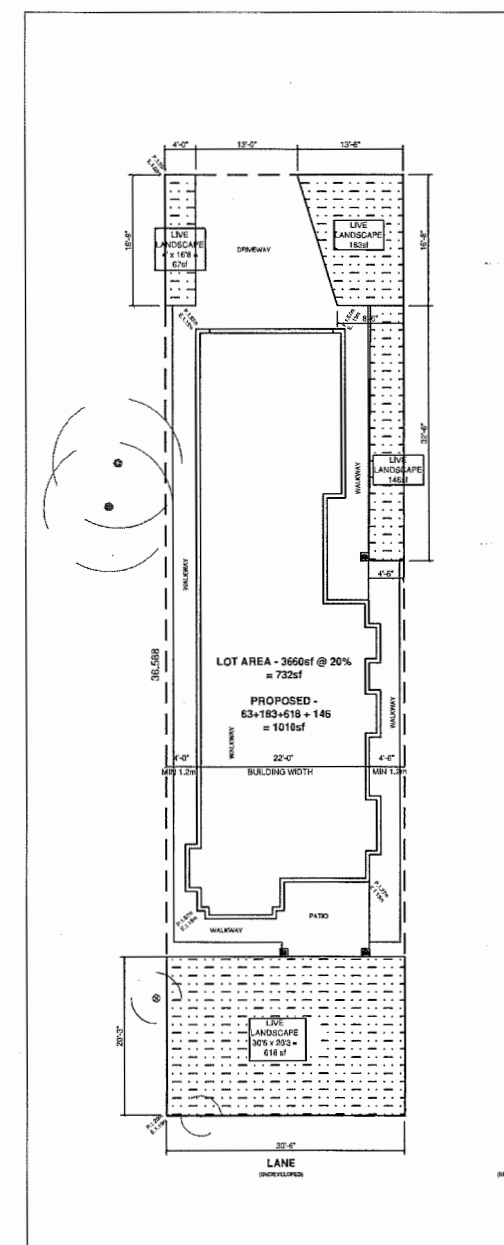 4'-0" 13'-0" 13'-6"
LIVE
LANDSCAPE
4' x 16'8 =
67sf
DRIVEWAY
LIVE
LANDSCAPE
183sf
16'-8"
16'-8"
WALKWAY
32'-6"
LIVE
LANDSCAPE
146sf
4'-6"
WALKWAY
36.588
LOT AREA - 3660sf @ 20%
= 732sf
PROPOSED -
63+183+618 + 146
= 1010sf
WALKWAY
WALKWAY
4'-0" 22'-0" 4'-6"
MIN 1.2m BUILDING WIDTH MIN 1.2m
PATIO
WALKWAY
20'-3"
LIVE
LANDSCAPE
30'6 x 20'3 =
618 sf
30'-6"
LANE
(UNDEVELOPED)